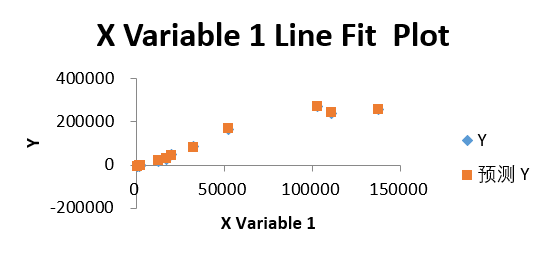 X Variable 1 Line Fit  Plot
400000
200000
0
-200000
0
50000
100000
150000
Y
X Variable 1
Y
预测 Y